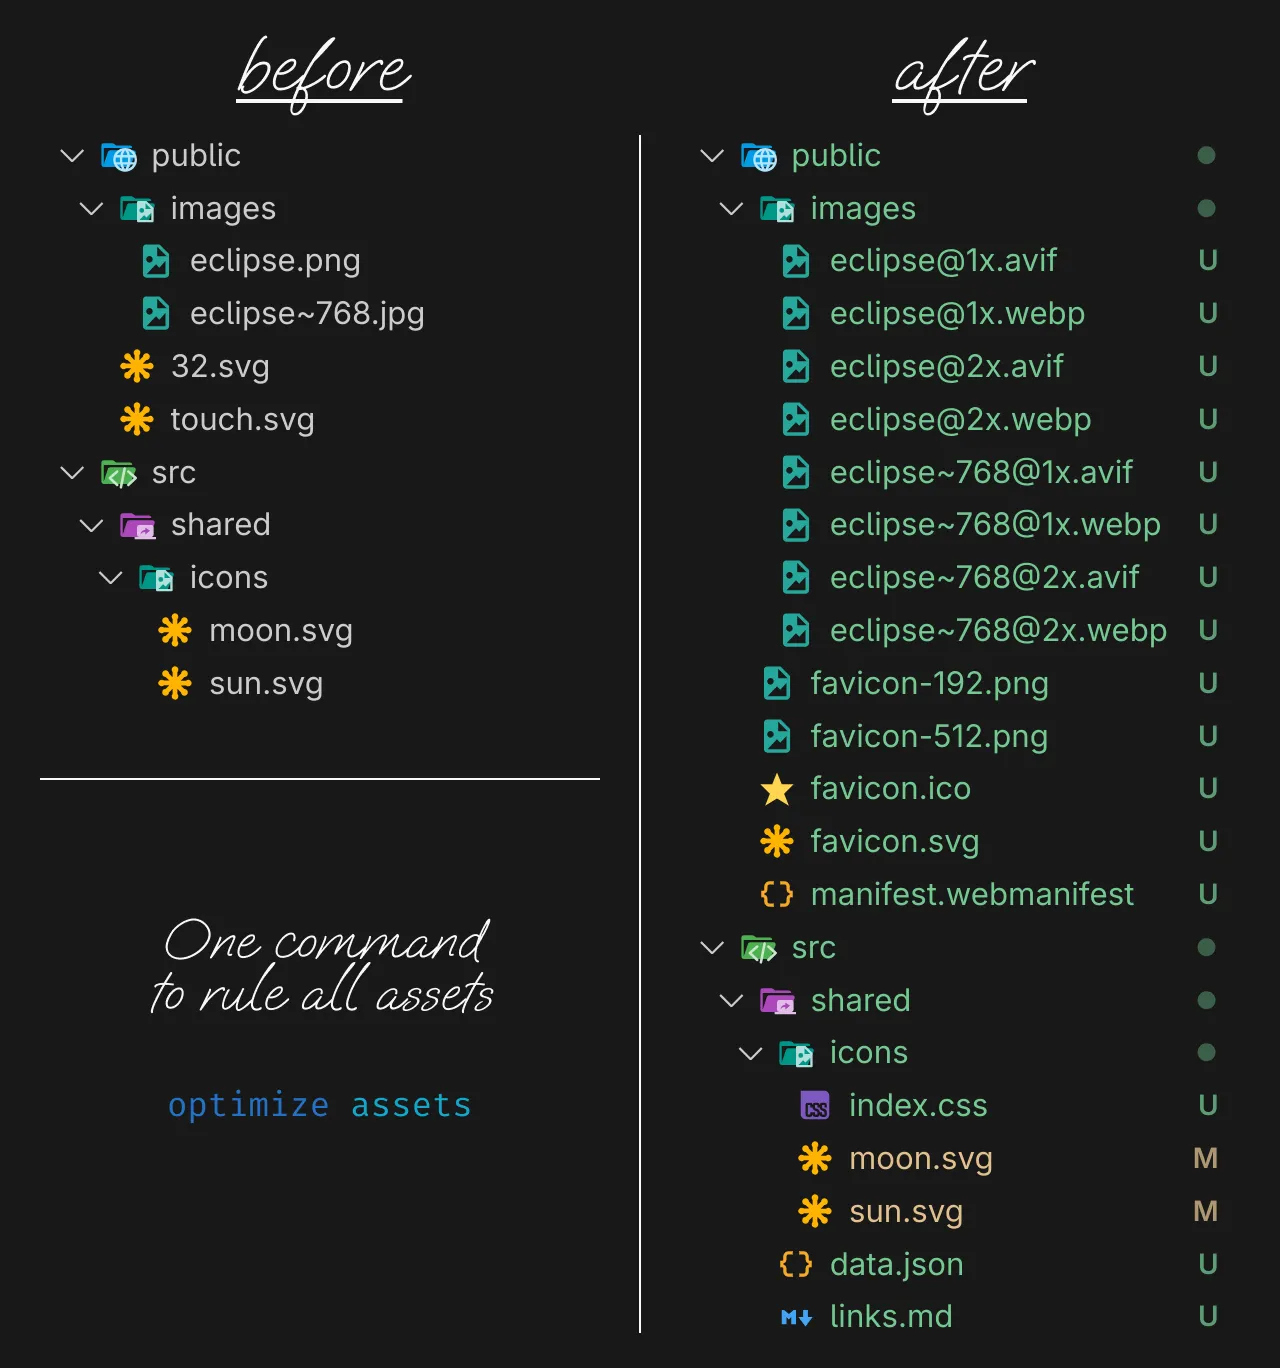 before
public
images
eclipse.png
eclipse~768.jpg
32.svg
touch.svg
src
shared
icons
moon.svg
sun.svg
One command
to rule all assets
optimize assets
after
public
images
eclipse@1x.avif U
eclipse@1x.webp U
eclipse@2x.avif U
eclipse@2x.webp U
eclipse~768@1x.avif U
eclipse~768@1x.webp U
eclipse~768@2x.avif U
eclipse~768@2x.webp U
favicon-192.png U
favicon-512.png U
favicon.ico U
favicon.svg U
{} manifest.webmanifest U
</> src
shared
icons
CSS index.css U
moon.svg M
sun.svg M
{} data.json U
M links.md U